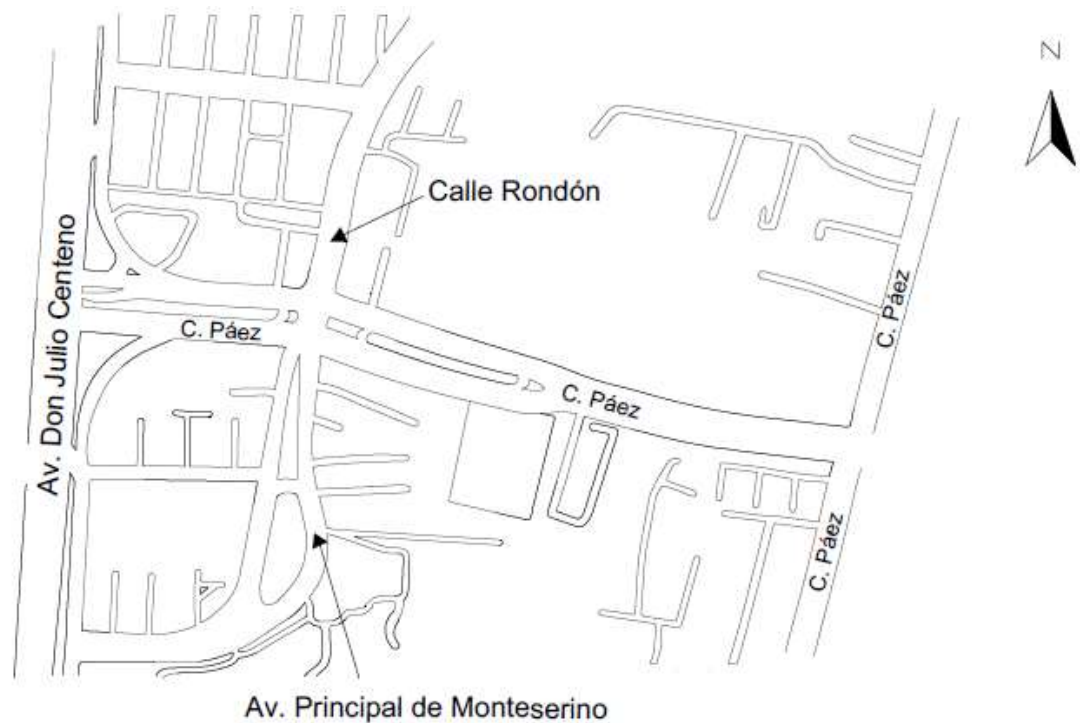 N
Calle Rondón
Av. Don Julio Centeno
C. Páez
C. Páez
C. Páez
C. Páez
Av. Principal de Monteserino